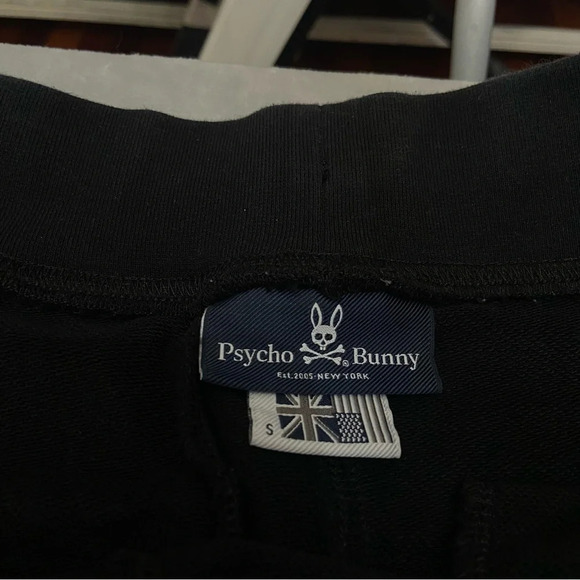 Psycho ® Bunny
Est.2005·NEW YORK
S